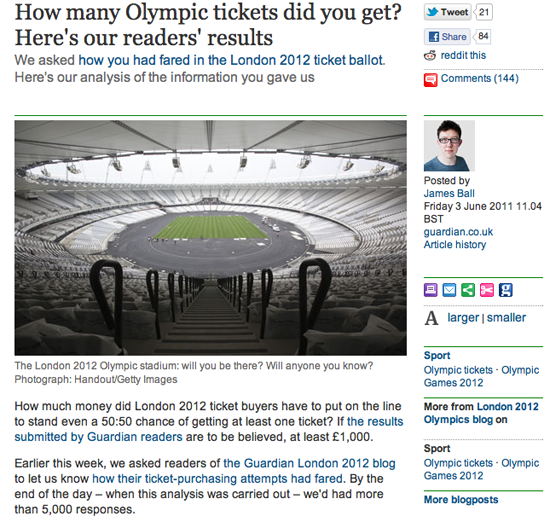 How many Olympic tickets did you get?
Here's our readers' results
We asked how you had fared in the London 2012 ticket ballot.
Here's our analysis of the information you gave us
The London 2012 Olympic stadium: will you be there? Will anyone you know?
Photograph: Handout/Getty Images
How much money did London 2012 ticket buyers have to put on the line
to stand even a 50:50 chance of getting at least one ticket? If the results
submitted by Guardian readers are to be believed, at least £1,000.
Earlier this week, we asked readers of the Guardian London 2012 blog
to let us know how their ticket-purchasing attempts had fared. By the
end of the day – when this analysis was carried out – we'd had more
than 5,000 responses.
Tweet 21
Share 84
reddit this
Comments (144)
Posted by
James Ball
Friday 3 June 2011 11.04
BST
guardian.co.uk
Article history
g
A larger | smaller
Sport
Olympic tickets · Olympic
Games 2012
More from London 2012
Olympics blog on
Sport
Olympic tickets · Olympic
Games 2012
More blogposts